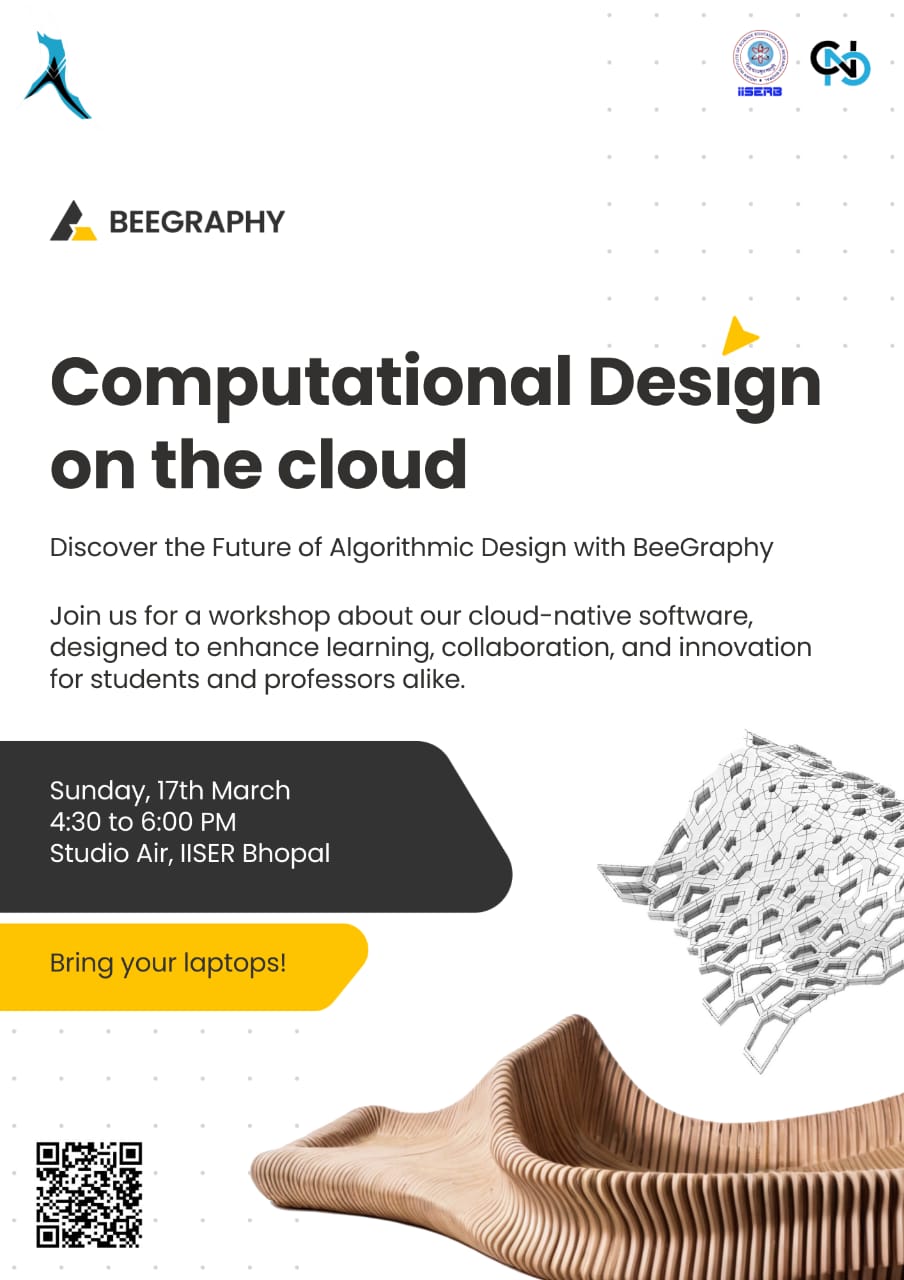 iiSERB
CNO
BEEGRAPHY
Computational Design
on the cloud
Discover the Future of Algorithmic Design with BeeGraphy
Join us for a workshop about our cloud-native software,
designed to enhance learning, collaboration, and innovation
for students and professors alike.
Sunday, 17th March
4:30 to 6:00 PM
Studio Air, IISER Bhopal
Bring your laptops!